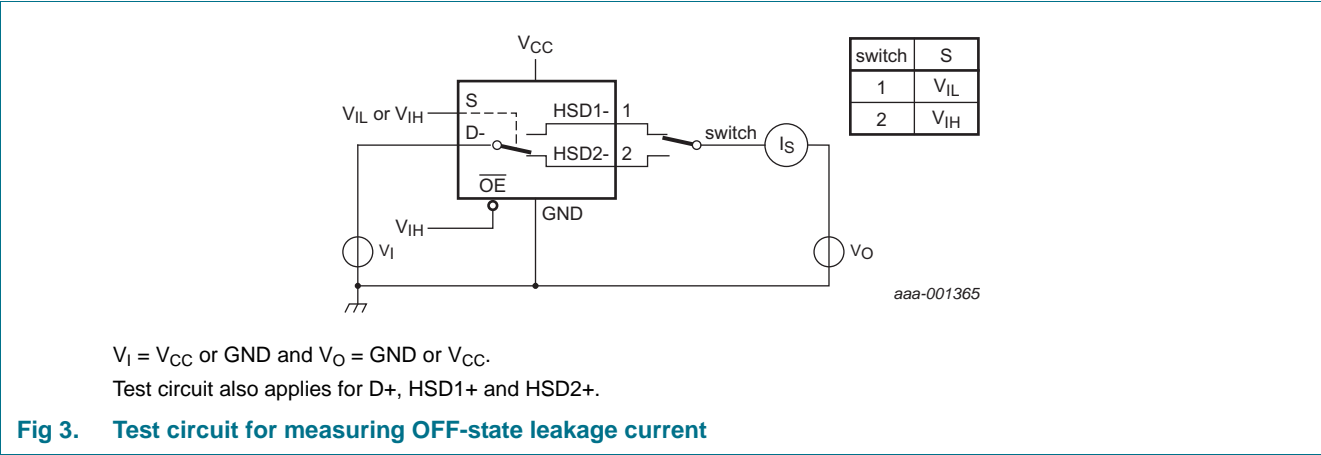 VCC
switch S
1 VIL
2 VIH
VIL or VIH
S
HSD1- 1
D-
switch
IS
HSD2- 2
OE
GND
VIH
VI
VO
aaa-001365
VI = VCC or GND and VO = GND or VCC.
Test circuit also applies for D+, HSD1+ and HSD2+.
Fig 3. Test circuit for measuring OFF-state leakage current